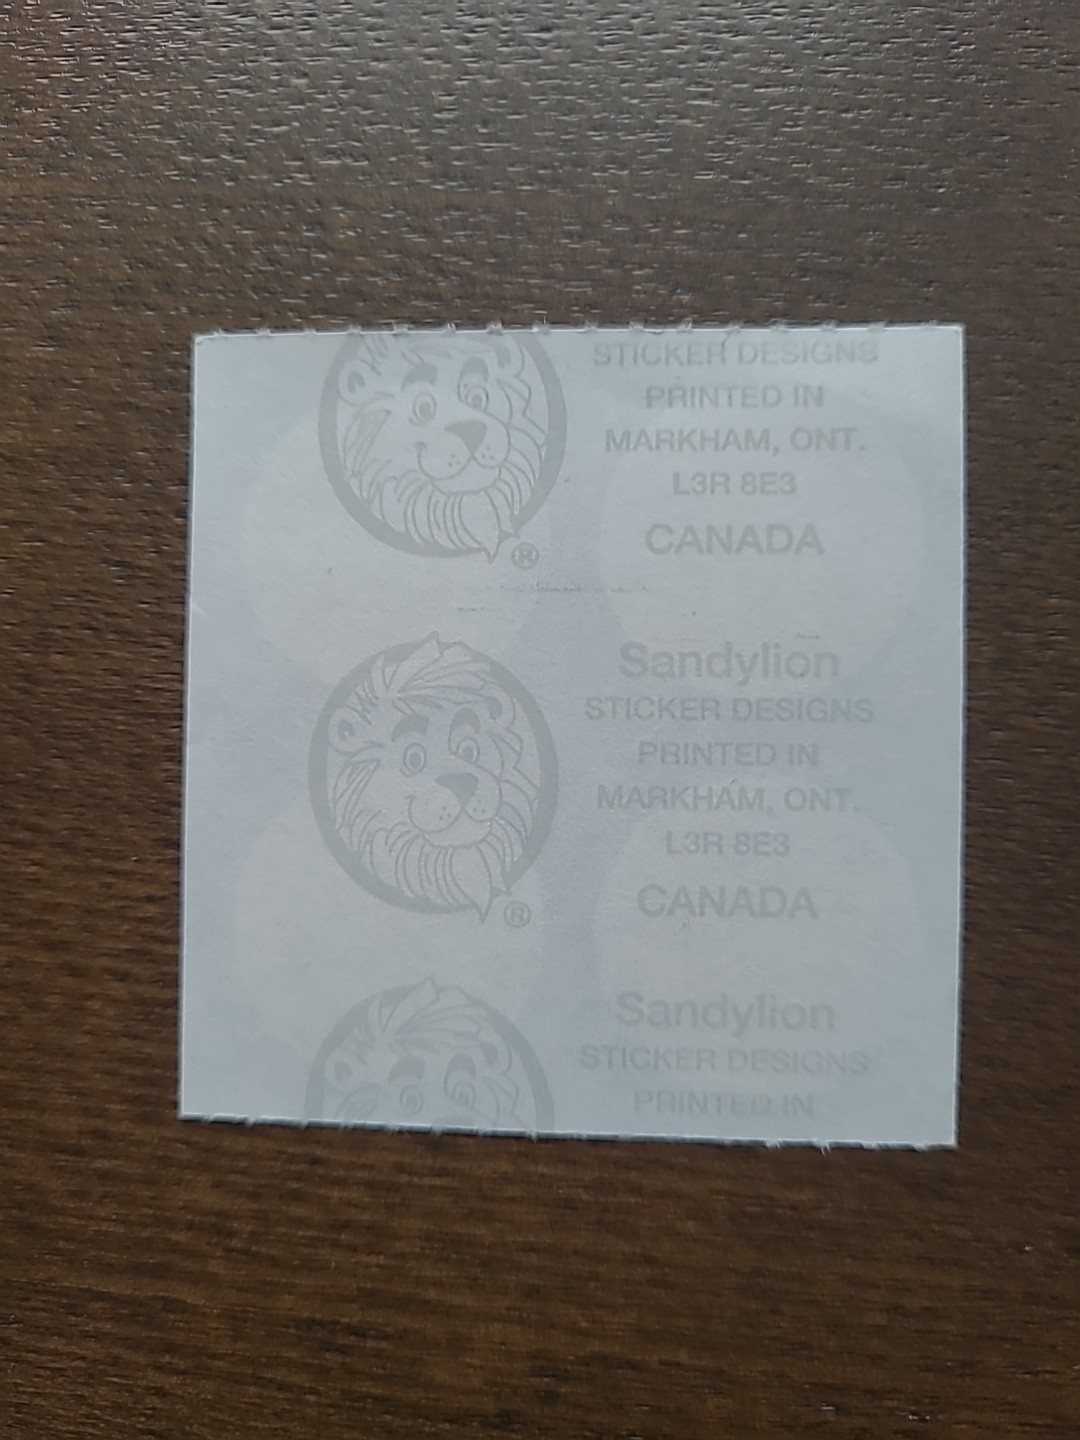 STICKER DESIGNS
PRINTED IN
MARKHAM, ONT.
L3R 8E3
CANADA
®
Sandylion
STICKER DESIGNS
PRINTED IN
MARKHAM, ONT.
L3R 8E3
CANADA
®
Sandylion
STICKER DESIGNS
PRINTED IN